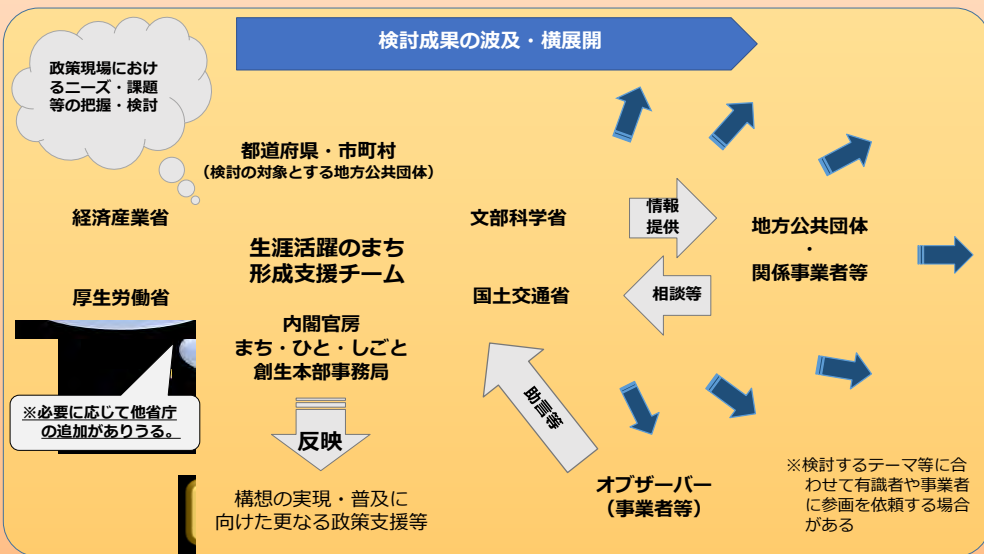 検討成果の波及・横展開
政策現場におけ
るニーズ・課題
等の把握・検討
都道府県・市町村
（検討の対象とする地方公共団体）
経済産業省
文部科学省
情報
提供
地方公共団体
・
関係事業者等
生涯活躍のまち
形成支援チーム
厚生労働省
国土交通省
相談等
内閣官房
まち・ひと・しごと
創生本部事務局
※必要に応じて他省庁
の追加がありうる。
助言等
反映
構想の実現・普及に
向けた更なる政策支援等
オブザーバー
（事業者等）
※検討するテーマ等に合
わせて有識者や事業者
に参画を依頼する場合
がある